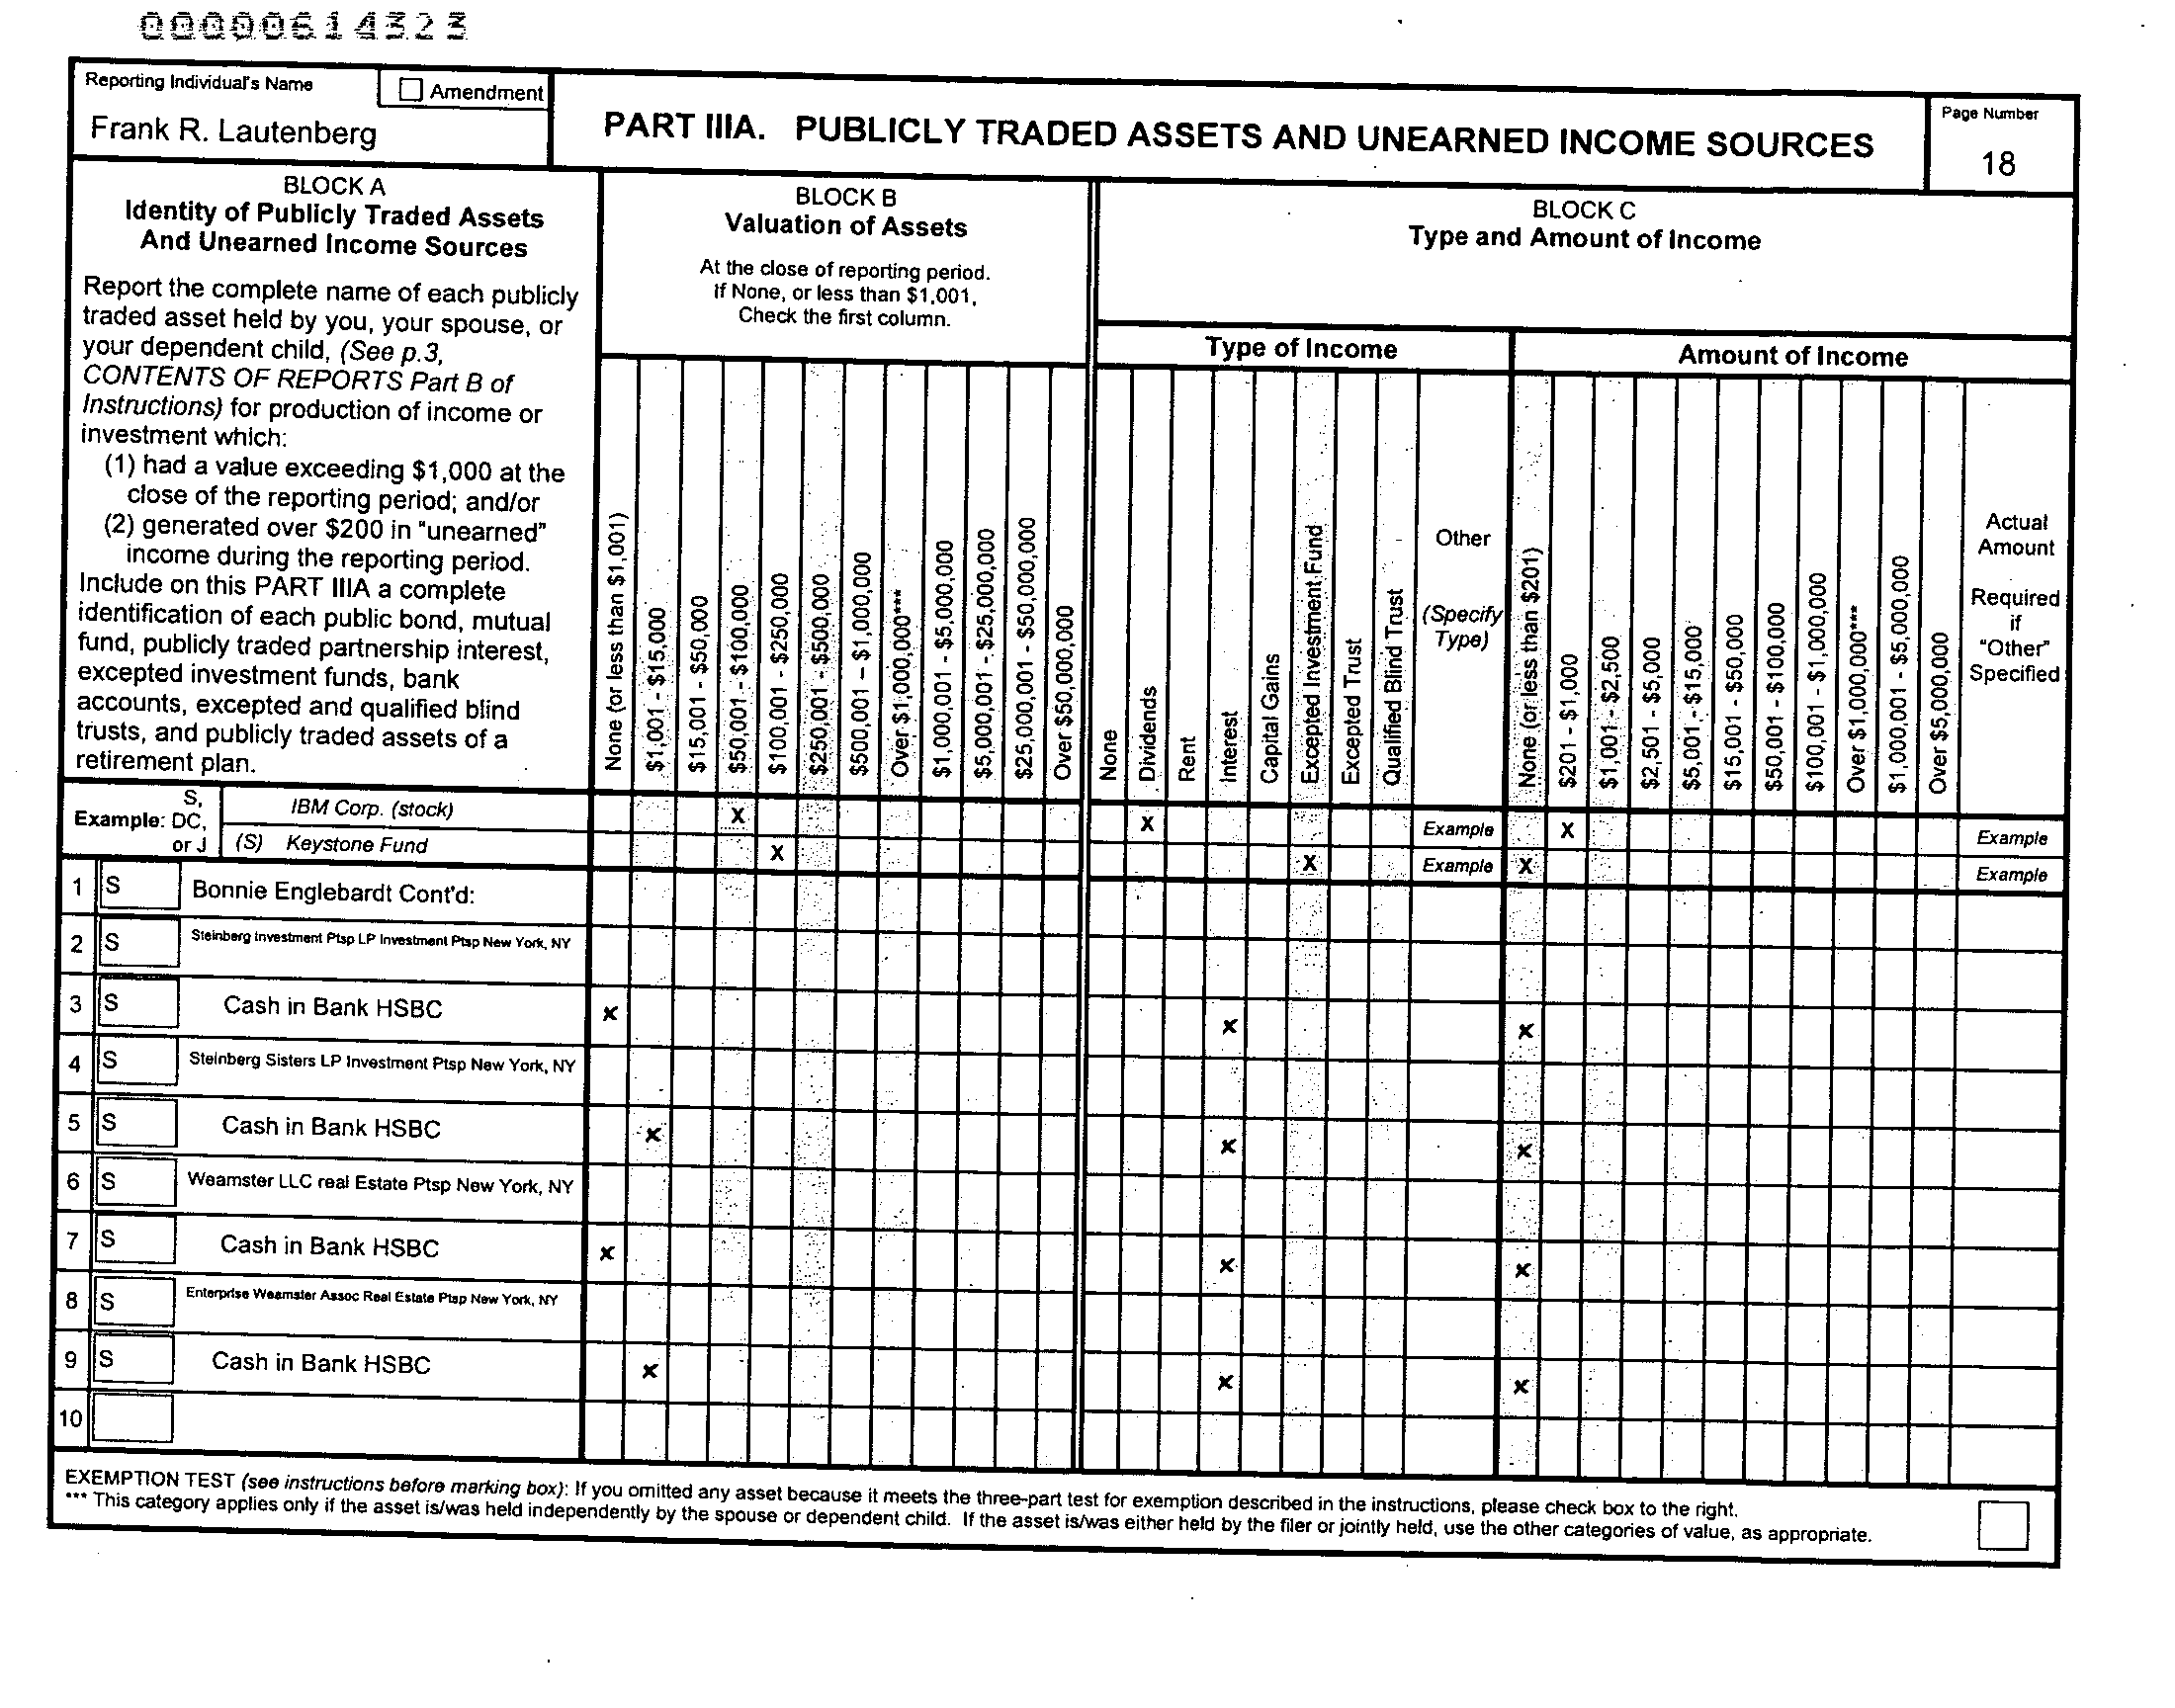 00000614323
Reporting Individual's Name
Amendment
Frank R. Lautenberg
PART IIIA. PUBLICLY TRADED ASSETS AND UNEARNED INCOME SOURCES
Page Number
18
BLOCK A
Identity of Publicly Traded Assets
And Unearned Income Sources
Report the complete name of each publicly
traded asset held by you, your spouse, or
your dependent child, (See p.3,
CONTENTS OF REPORTS Part B of
Instructions) for production of income or
investment which:
(1) had a value exceeding $1,000 at the
close of the reporting period; and/or
(2) generated over $200 in "unearned"
income during the reporting period.
Include on this PART IIIA a complete
identification of each public bond, mutual
fund, publicly traded partnership interest,
excepted investment funds, bank
accounts, excepted and qualified blind
trusts, and publicly traded assets of a
retirement plan.
BLOCK B
Valuation of Assets
At the close of reporting period.
If None, or less than $1,001,
Check the first column.
None (or less than $1,001)
$1,001 - $15,000
$15,001 - $50,000
$50,001 - $100,000
$100,001 - $250,000
$250,001 - $500,000
$500,001 - $1,000,000
Over $1,000,000***
$1,000,001 - $5,000,000
$5,000,001 - $25,000,000
$25,000,001 - $50,000,000
Over $50,000,000
BLOCK C
Type and Amount of Income
Type of Income
None
Dividends
Rent
Interest
Capital Gains
Excepted Investment Fund
Excepted Trust
Qualified Blind Trust
Other
(Specify
Type)
Amount of Income
None (or less than $201)
$201 - $1,000
$1,001 - $2,500
$2,501 - $5,000
$5,001 - $15,000
$15,001 - $50,000
$50,001 - $100,000
$100,001 - $1,000,000
Over $1,000,000***
$1,000,001 - $5,000,000
Over $5,000,000
Actual
Amount
Required
if
"Other"
Specified
Example: S, DC, or J
IBM Corp. (stock) X X Example X Example
(S) Keystone Fund X X Example X Example
1 S Bonnie Englebardt Cont'd:
2 S Steinberg Investment Ptsp LP Investment Ptsp New York, NY
3 S Cash in Bank HSBC x x x
4 S Steinberg Sisters LP Investment Ptsp New York, NY
5 S Cash in Bank HSBC x x x
6 S Weamster LLC real Estate Ptsp New York, NY
7 S Cash in Bank HSBC x x x
8 S Enterprise Weamster Assoc Real Estate Ptsp New York, NY
9 S Cash in Bank HSBC x x x
10
EXEMPTION TEST (see instructions before marking box): If you omitted any asset because it meets the three-part test for exemption described in the instructions, please check box to the right.
*** This category applies only if the asset is/was held independently by the spouse or dependent child. If the asset is/was either held by the filer or jointly held, use the other categories of value, as appropriate.